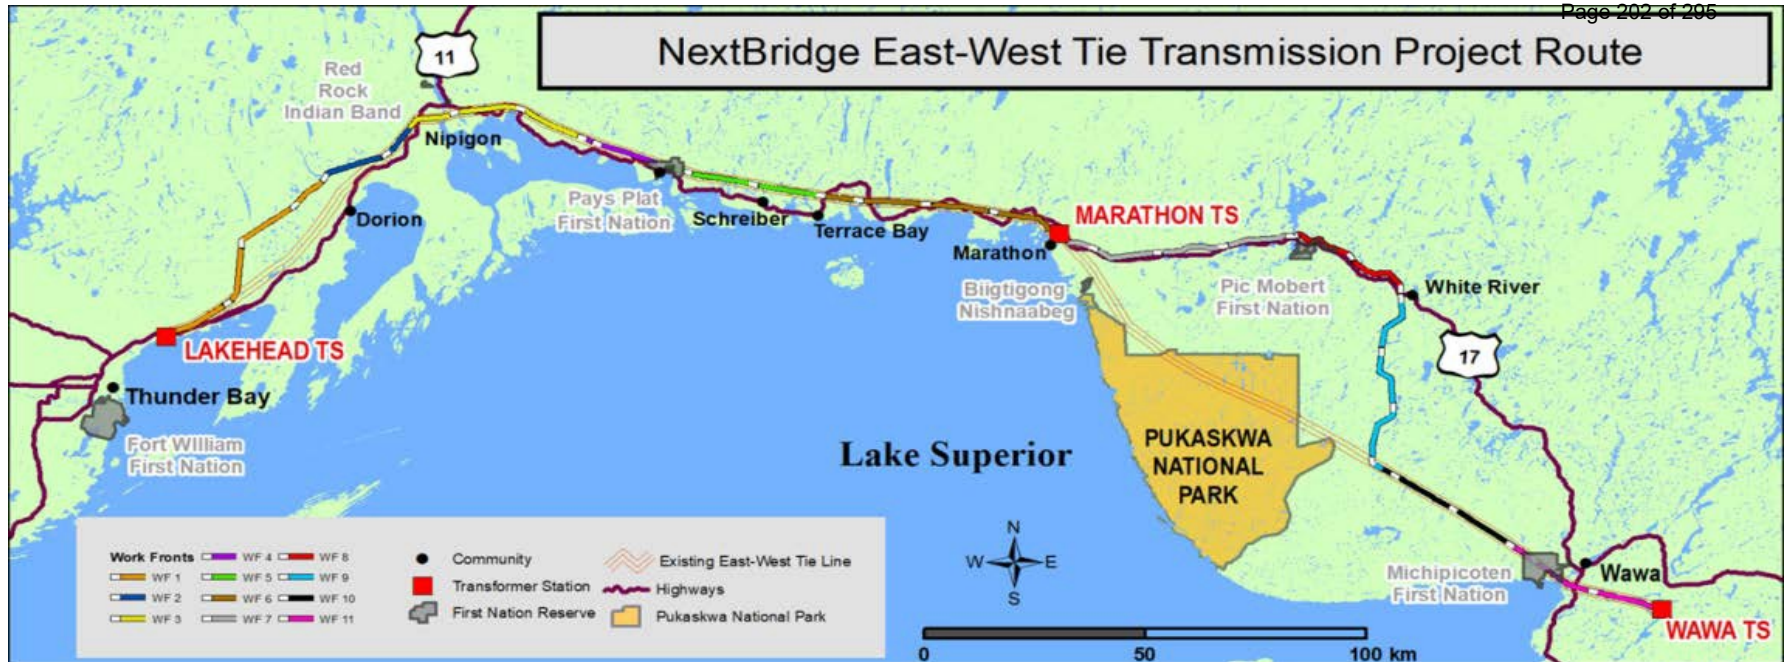 Page 202 of 295
NextBridge East-West Tie Transmission Project Route
11
Red
Rock
Indian Band
Nipigon
Dorion
Pays Plat
First Nation
Schreiber
Terrace Bay
MARATHON TS
Marathon
Biigtigong
Nishnaabeg
Pic Mobert
First Nation
White River
17
LAKEHEAD TS
Thunder Bay
Fort William
First Nation
Lake Superior
PUKASKWA
NATIONAL
PARK
Michipicoten
First Nation
Wawa
WAWA TS
Work Fronts
WF 1
WF 2
WF 3
WF 4
WF 5
WF 6
WF 7
WF 8
WF 9
WF 10
WF 11
Community
Transformer Station
First Nation Reserve
Existing East-West Tie Line
Highways
Pukaskwa National Park
N
W E
S
0 50 100 km